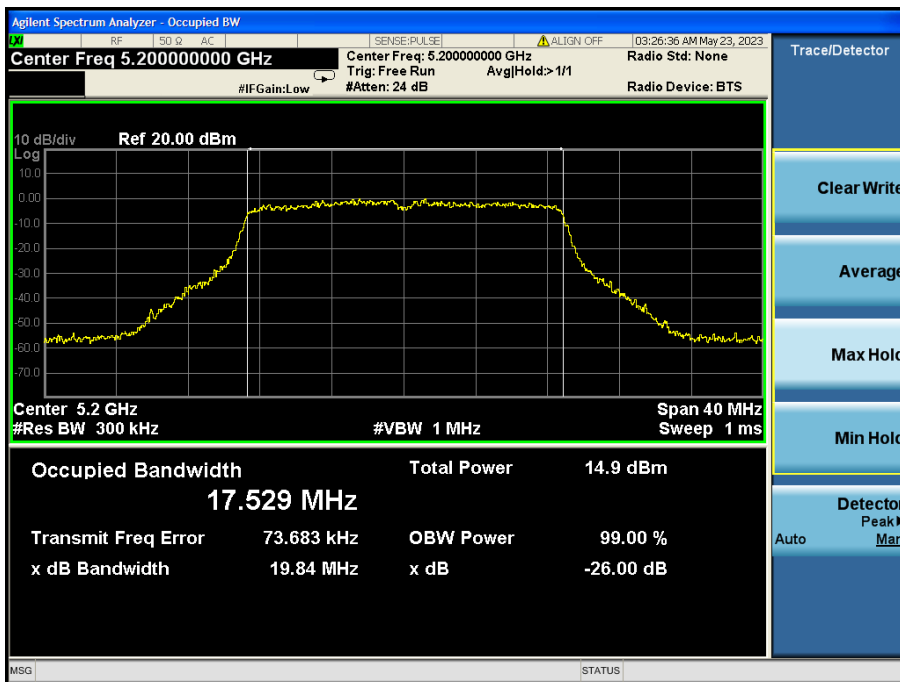 Agilent Spectrum Analyzer - Occupied BW
LXI RF 50 Ω AC SENSE:PULSE ALIGN OFF 03:26:36 AM May 23, 2023
Center Freq 5.200000000 GHz
Center Freq: 5.200000000 GHz Radio Std: None
Trig: Free Run Avg|Hold:>1/1
#IFGain:Low #Atten: 24 dB Radio Device: BTS
10 dB/div Ref 20.00 dBm
Log
10.0
0.00
-10.0
-20.0
-30.0
-40.0
-50.0
-60.0
-70.0
Center 5.2 GHz Span 40 MHz
#Res BW 300 kHz #VBW 1 MHz Sweep 1 ms
Occupied Bandwidth Total Power 14.9 dBm
17.529 MHz
Transmit Freq Error 73.683 kHz OBW Power 99.00 %
x dB Bandwidth 19.84 MHz x dB -26.00 dB
MSG STATUS
Trace/Detector
Clear Write
Average
Max Hold
Min Hold
Detector
Peak
Auto Man